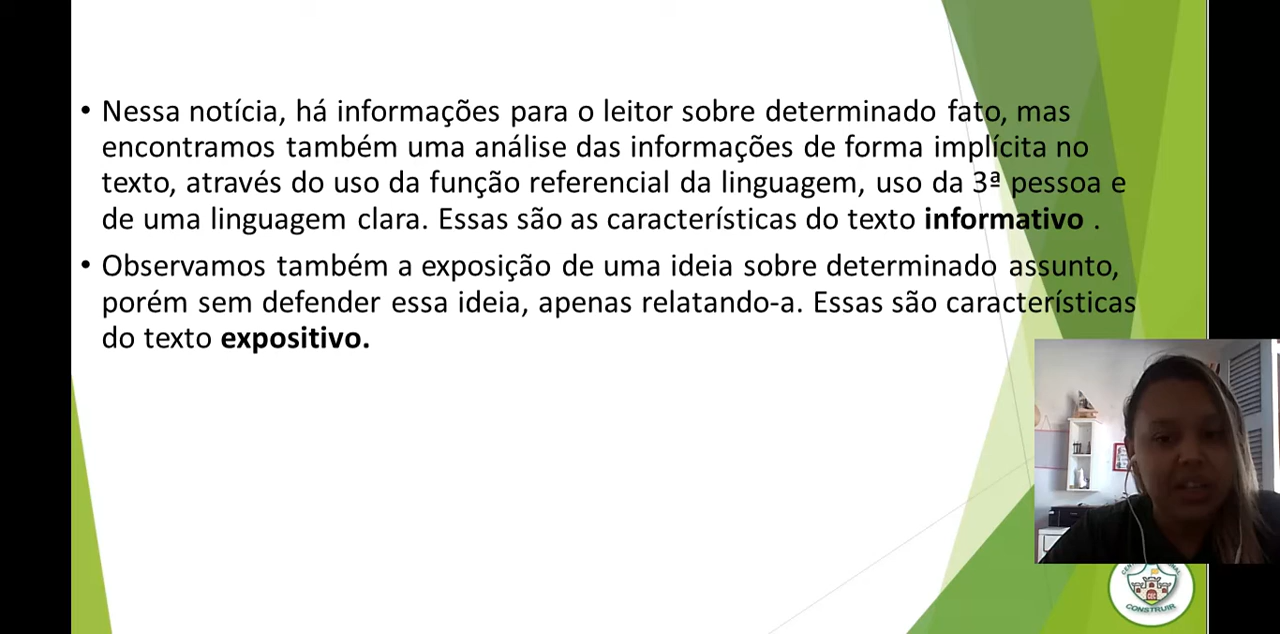 • Nessa notícia, há informações para o leitor sobre determinado fato, mas
encontramos também uma análise das informações de forma implícita no
texto, através do uso da função referencial da linguagem, uso da 3ª pessoa e
de uma linguagem clara. Essas são as características do texto informativo .
• Observamos também a exposição de uma ideia sobre determinado assunto,
porém sem defender essa ideia, apenas relatando-a. Essas são características
do texto expositivo.
CEC
CONSTRUIR